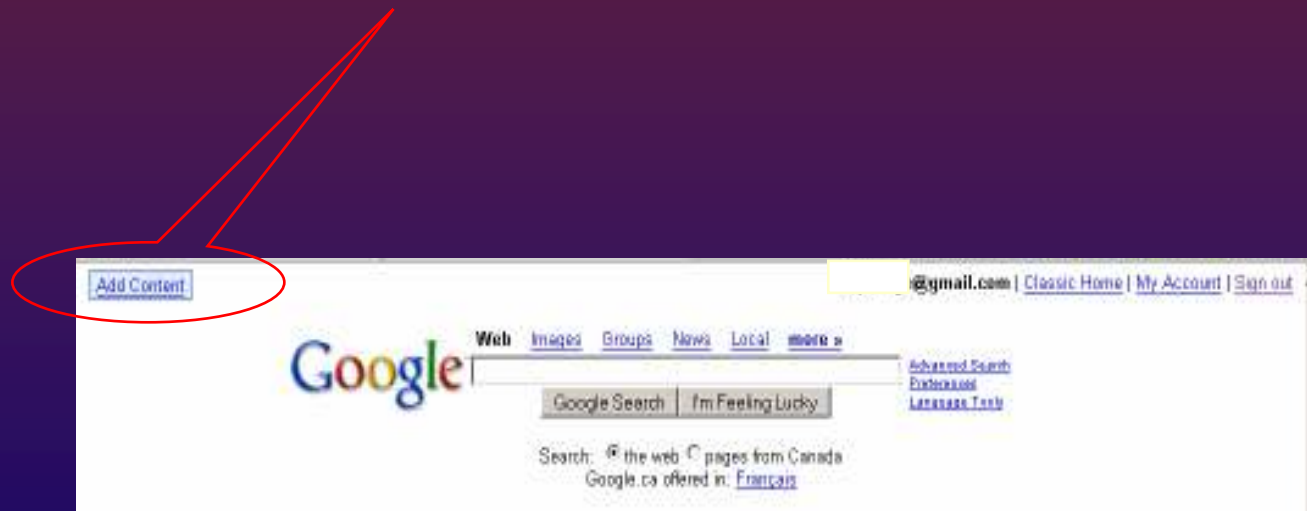 Add Content
@gmail.com | Classic Home | My Account | Sign out
Web Images Groups News Local more »
Google
Advanced Search
Preferences
Language Tools
Google Search I'm Feeling Lucky
Search: the web pages from Canada
Google.ca offered in: Français